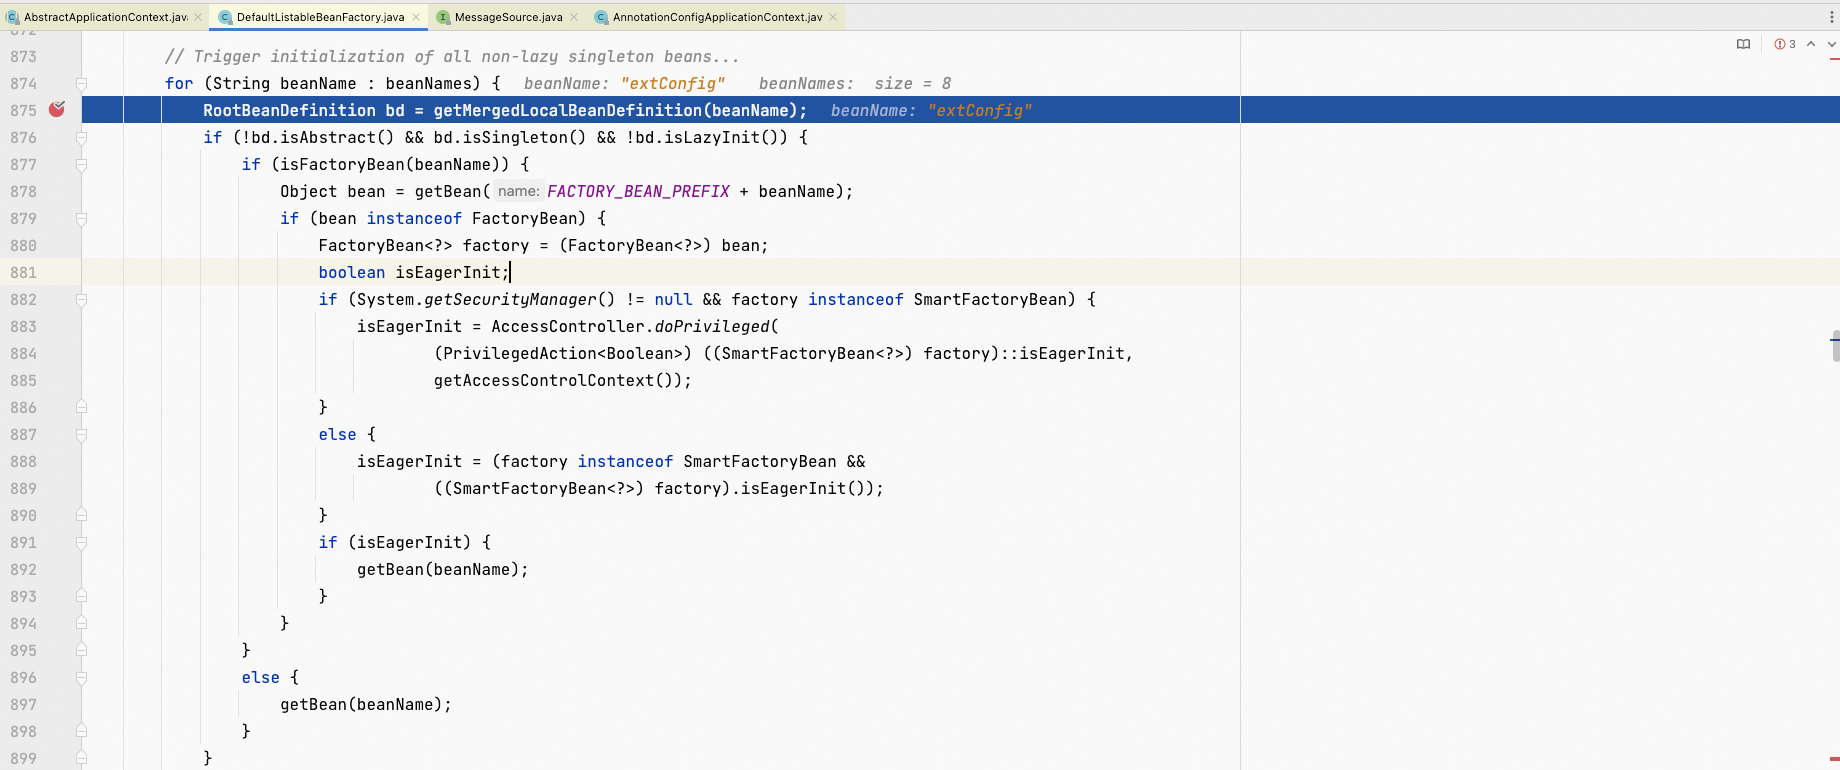 AbstractApplicationContext.java
DefaultListableBeanFactory.java
MessageSource.java
AnnotationConfigApplicationContext.jav
872
3
873 // Trigger initialization of all non-lazy singleton beans...
874 for (String beanName : beanNames) { beanName: "extConfig" beanNames: size = 8
875 RootBeanDefinition bd = getMergedLocalBeanDefinition(beanName); beanName: "extConfig"
876 if (!bd.isAbstract() && bd.isSingleton() && !bd.isLazyInit()) {
877 if (isFactoryBean(beanName)) {
878 Object bean = getBean( name: FACTORY_BEAN_PREFIX + beanName);
879 if (bean instanceof FactoryBean) {
880 FactoryBean<?> factory = (FactoryBean<?>) bean;
881 boolean isEagerInit;
882 if (System.getSecurityManager() != null && factory instanceof SmartFactoryBean) {
883 isEagerInit = AccessController.doPrivileged(
884 (PrivilegedAction<Boolean>) ((SmartFactoryBean<?>) factory)::isEagerInit,
885 getAccessControlContext());
886 }
887 else {
888 isEagerInit = (factory instanceof SmartFactoryBean &&
889 ((SmartFactoryBean<?>) factory).isEagerInit());
890 }
891 if (isEagerInit) {
892 getBean(beanName);
893 }
894 }
895 }
896 else {
897 getBean(beanName);
898 }
899 }